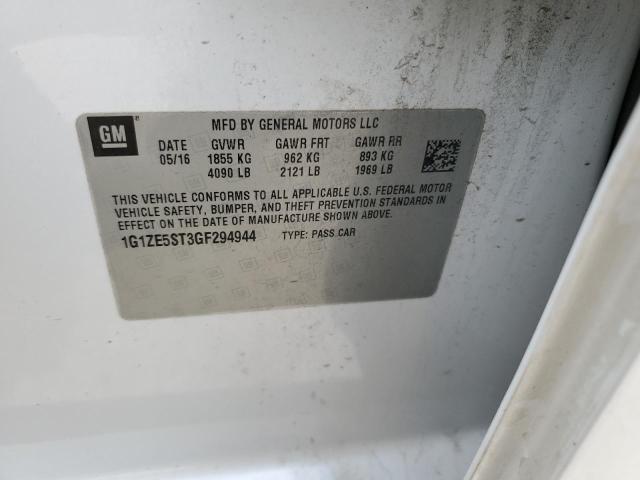 GM ®
MFD BY GENERAL MOTORS LLC
DATE GVWR GAWR FRT GAWR RR
05/16 1855 KG 962 KG 893 KG
4090 LB 2121 LB 1969 LB
THIS VEHICLE CONFORMS TO ALL APPLICABLE U.S. FEDERAL MOTOR
VEHICLE SAFETY, BUMPER, AND THEFT PREVENTION STANDARDS IN
EFFECT ON THE DATE OF MANUFACTURE SHOWN ABOVE.
1G1ZE5ST3GF294944 TYPE: PASS CAR